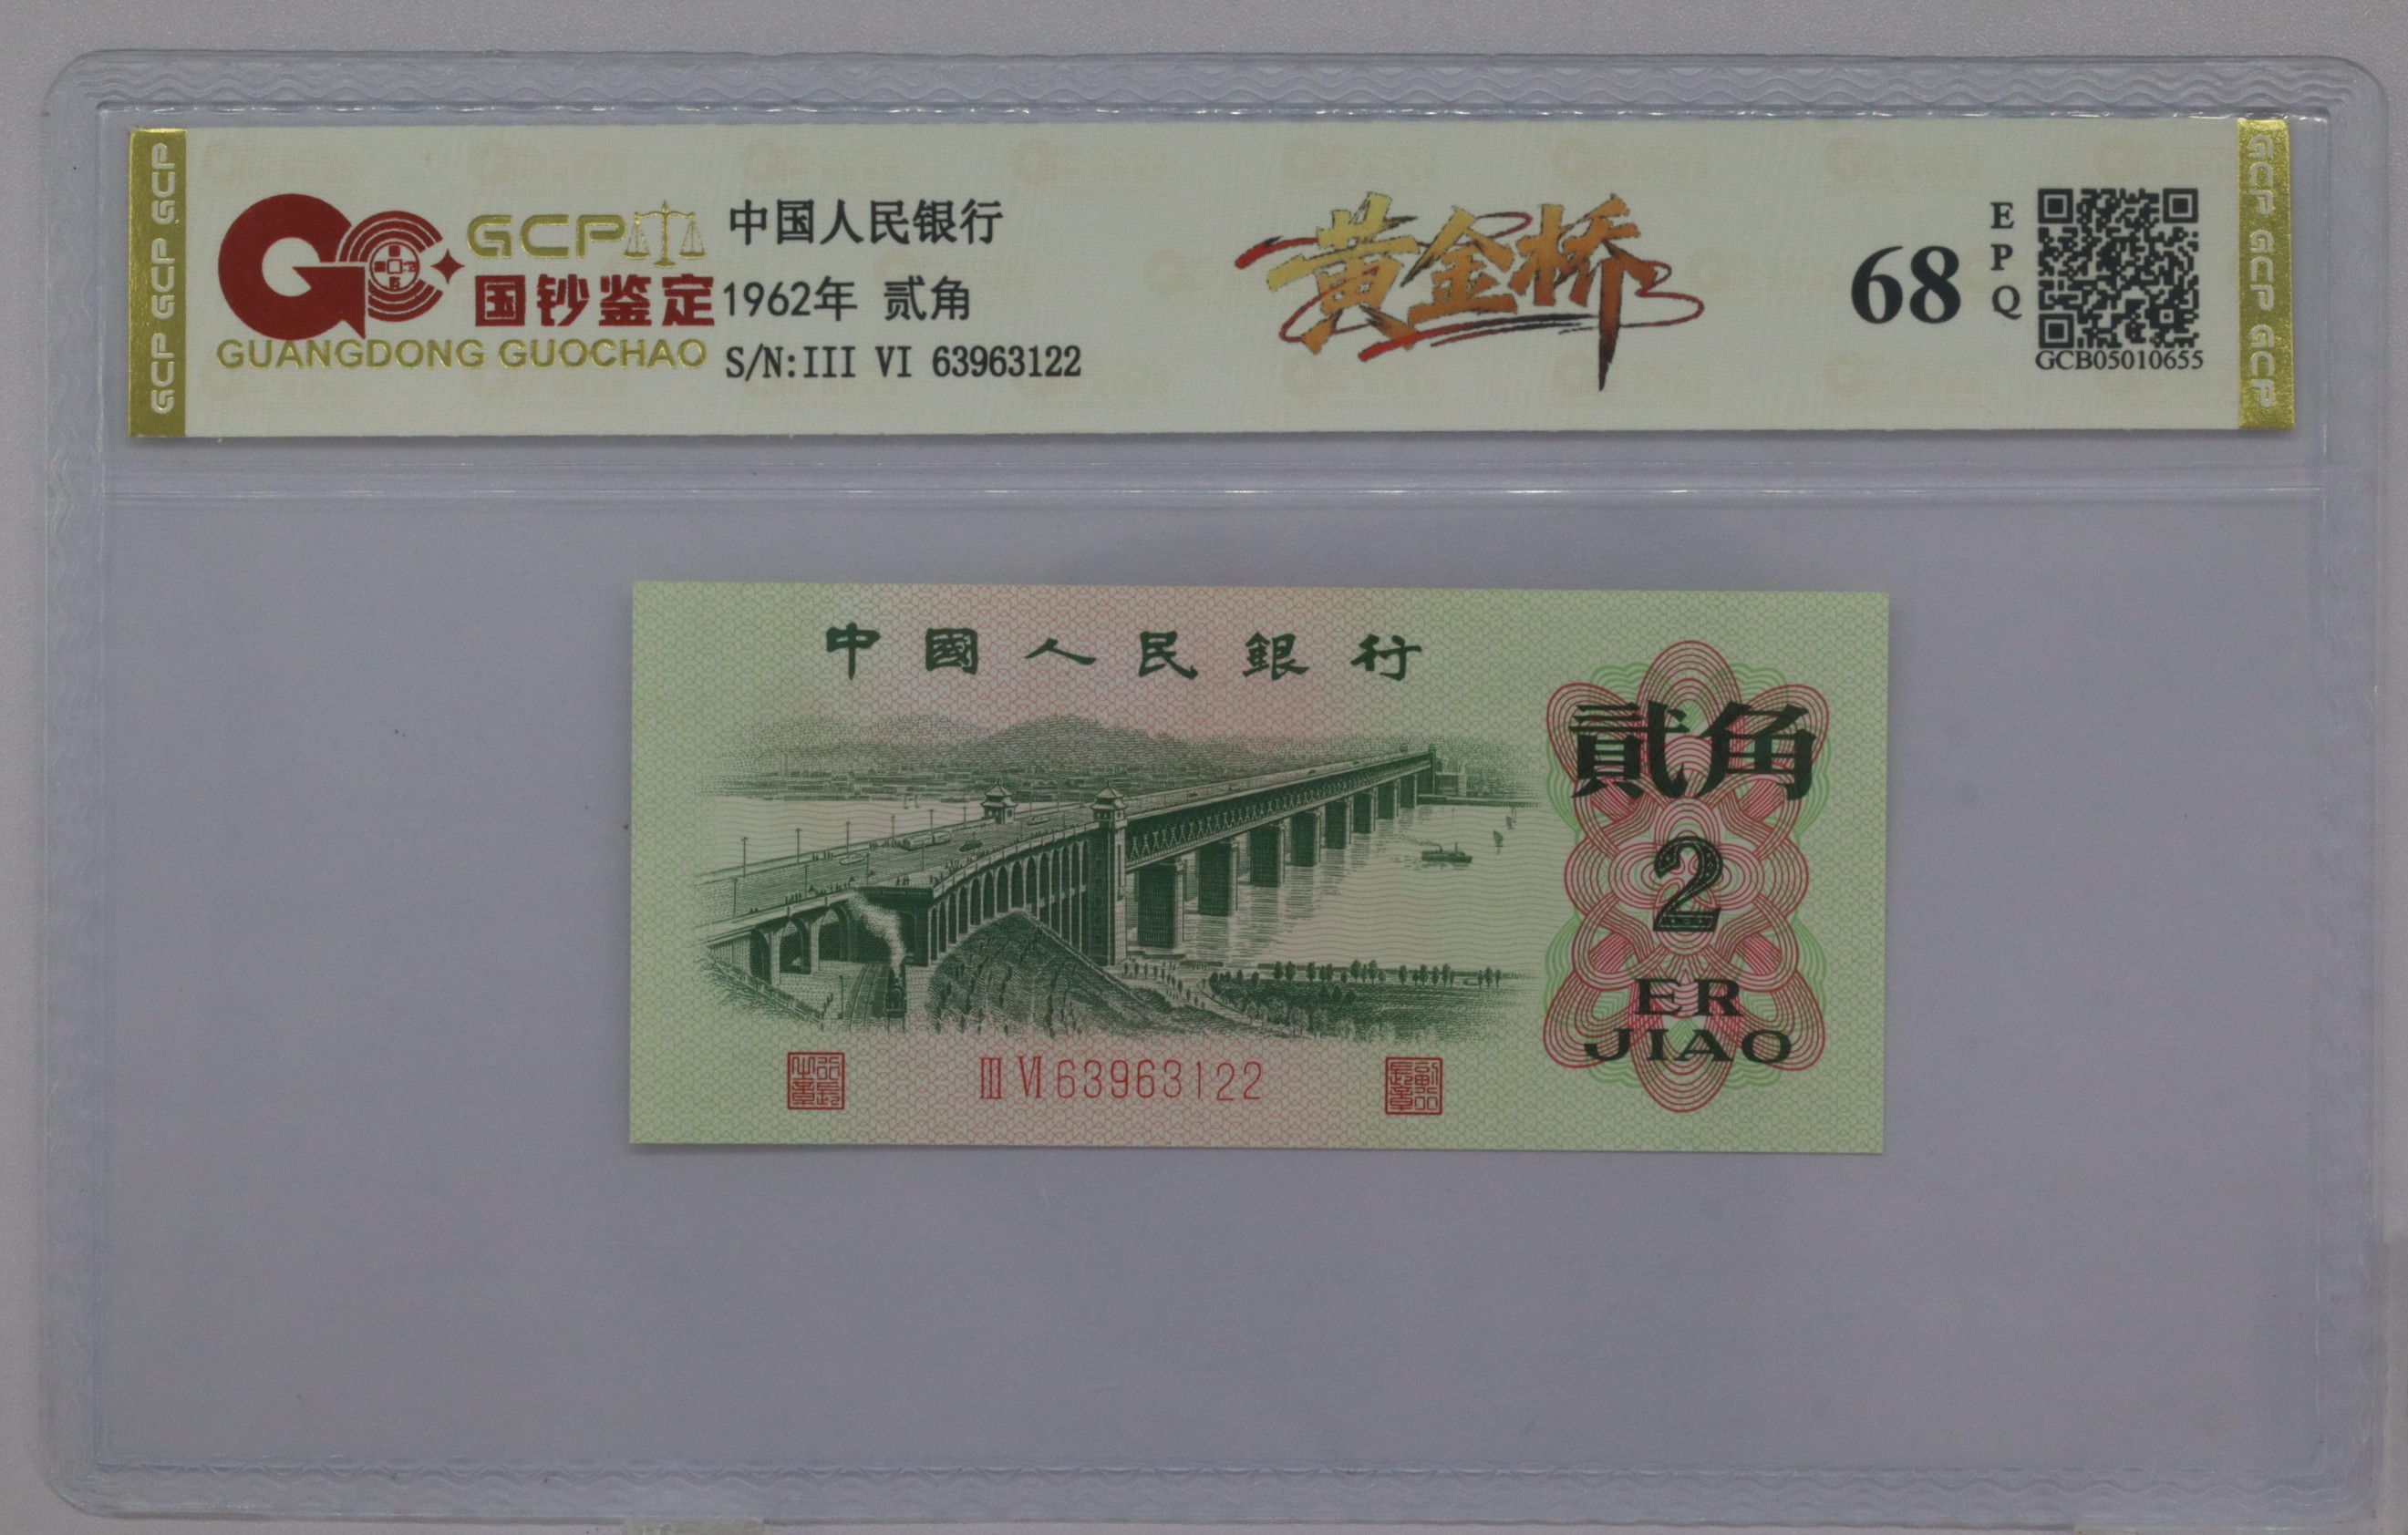 GCP GCP GCP
GCP
国钞鉴定
GUANGDONG GUOCHAO
中国人民银行
1962年 贰角
S/N:III VI 63963122
黄金桥
68
EPQ
GCB05010655
GCP GCP GCP
中國人民銀行
貳角
2
ER
JIAO
III VI 63963122